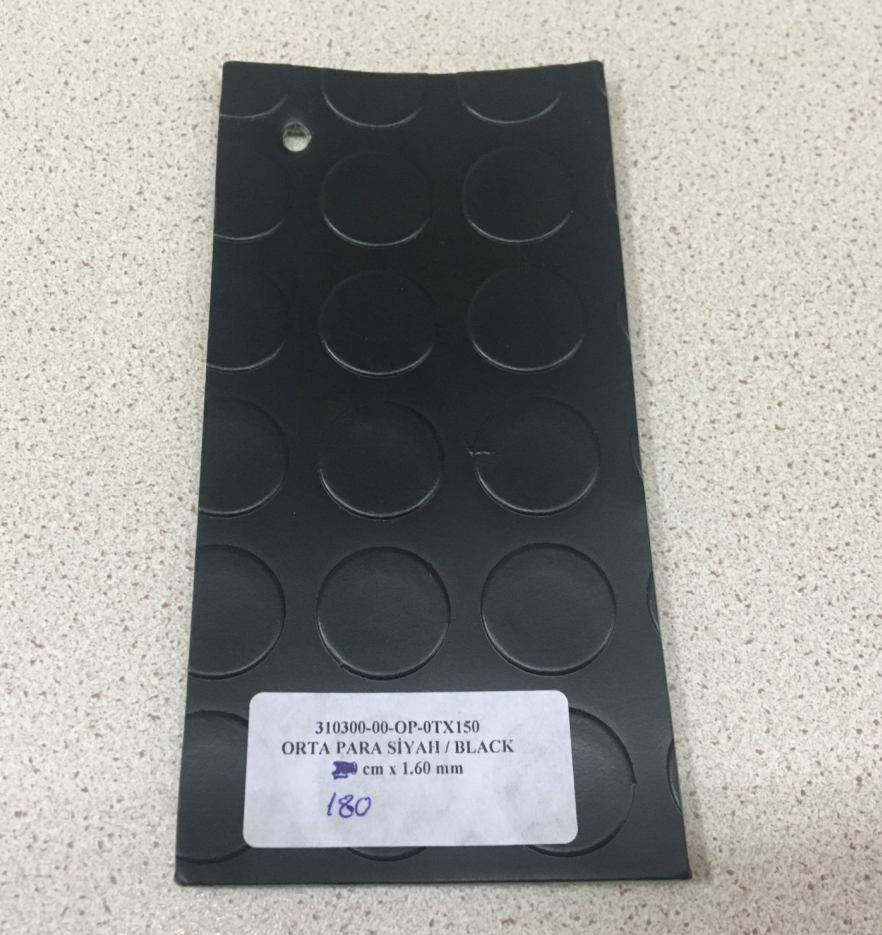 310300-00-OP-0TX150
ORTA PARA SİYAH / BLACK
cm x 1.60 mm
180